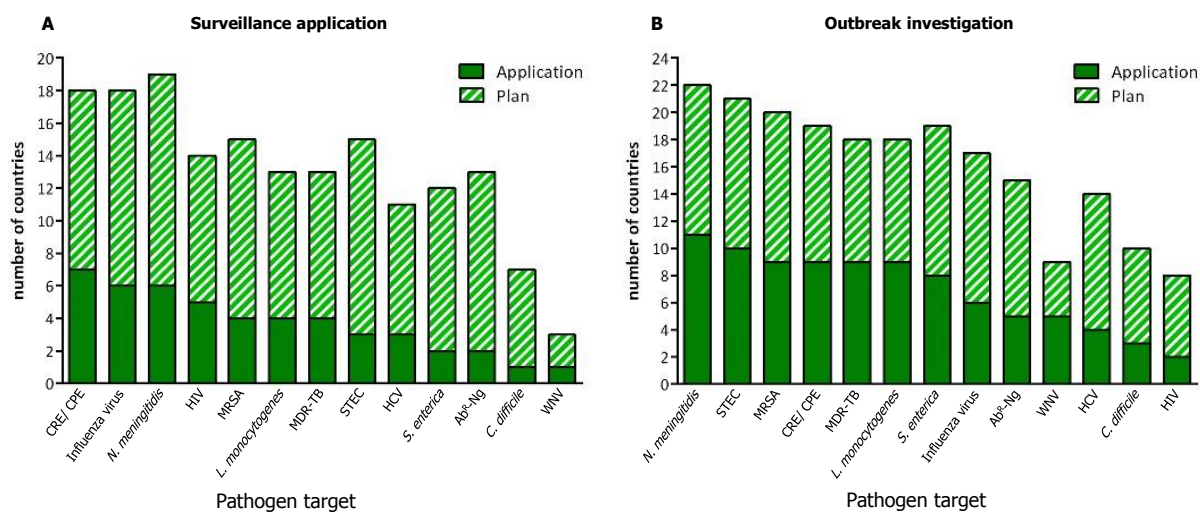 A
Surveillance application
number of countries
20
18
16
14
12
10
8
6
4
2
0
Application
Plan
CRE/ CPE
Influenza virus
N. meningitidis
HIV
MRSA
L. monocytogenes
MDR-TB
STEC
HCV
S. enterica
Abᴿ-Ng
C. difficile
WNV
Pathogen target
B
Outbreak investigation
number of countries
24
22
20
18
16
14
12
10
8
6
4
2
0
Application
Plan
N. meningitidis
STEC
MRSA
CRE/ CPE
MDR-TB
L. monocytogenes
S. enterica
Influenza virus
Abᴿ-Ng
WNV
HCV
C. difficile
HIV
Pathogen target